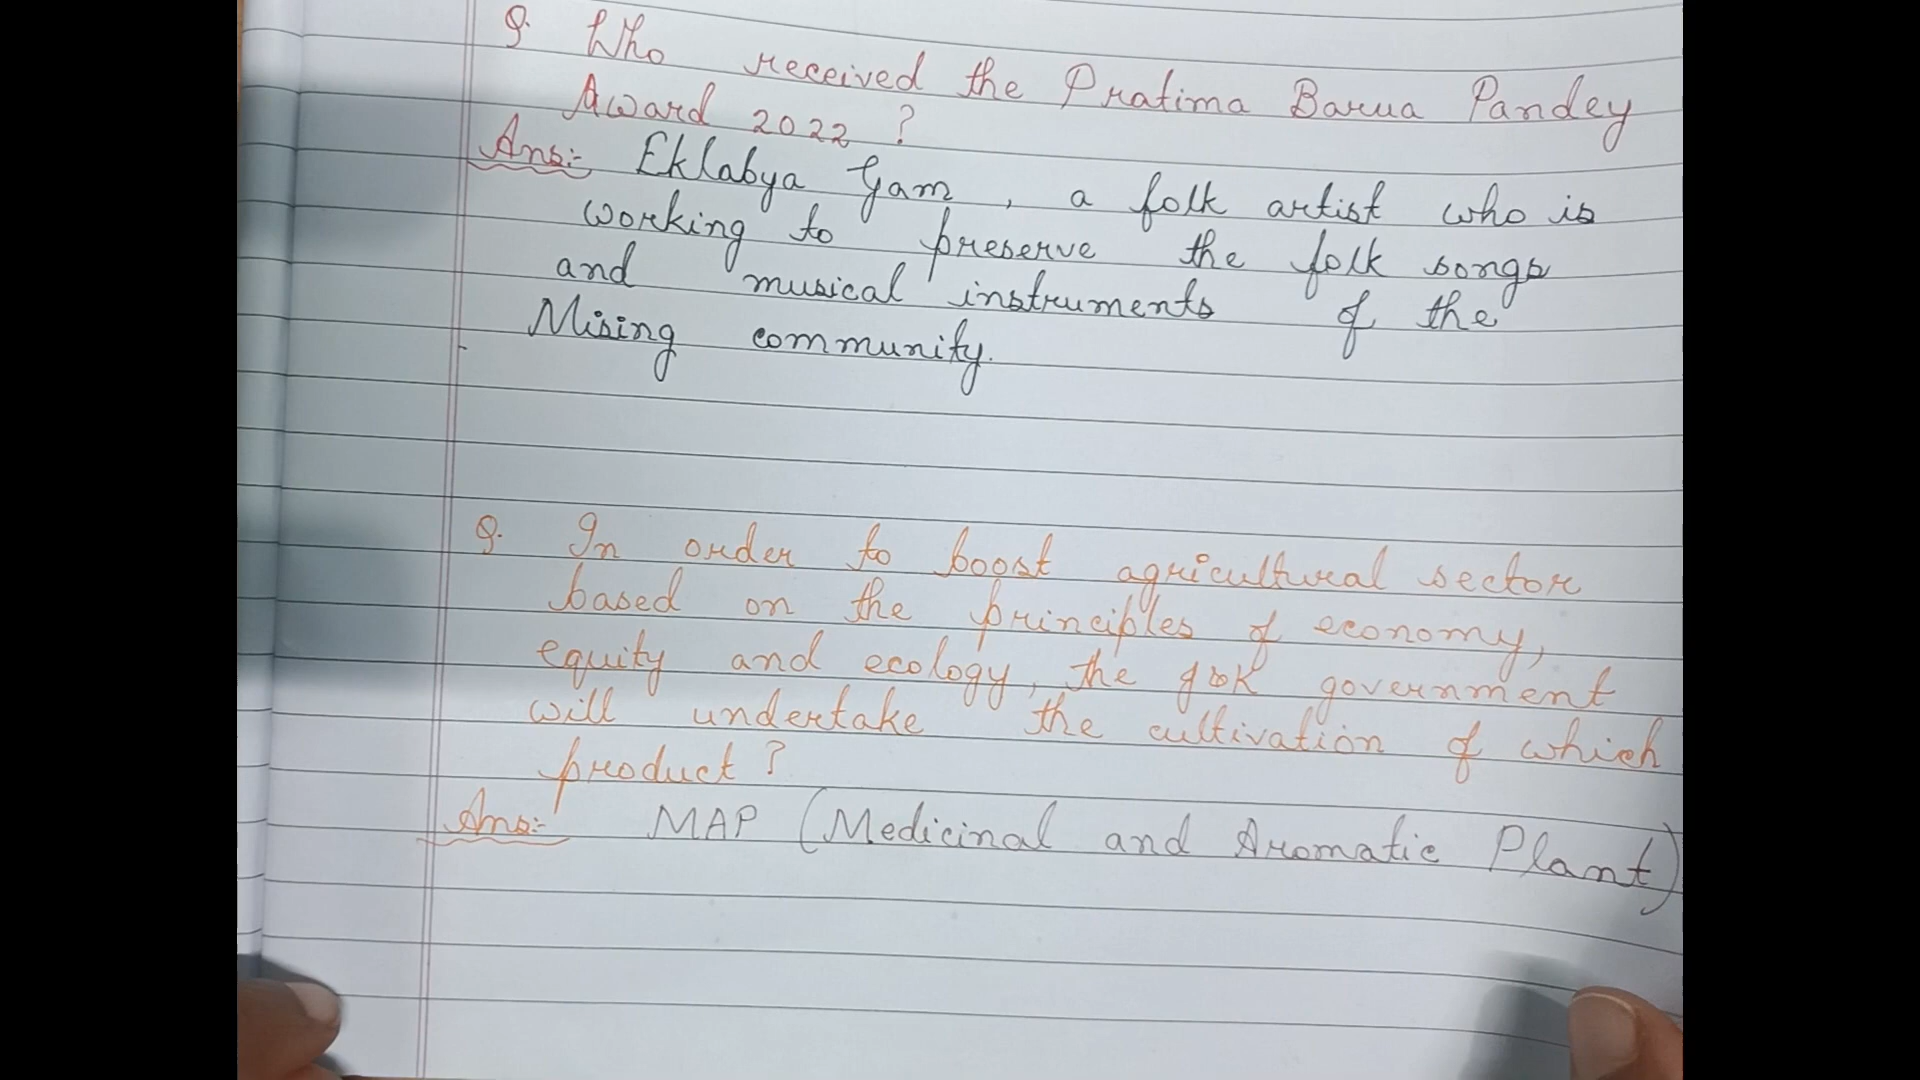 Q. Who received the Pratima Barua Pandey
Award 2022 ?
Ans:- Eklabya Gam, a folk artist who is
working to preserve the folk songs
and musical instruments of the
Mising community.
Q. In order to boost agricultural sector
based on the principles of economy,
equity and ecology, the J&K government
will undertake the cultivation of which
product ?
Ans:- MAP (Medicinal and Aromatic Plant)